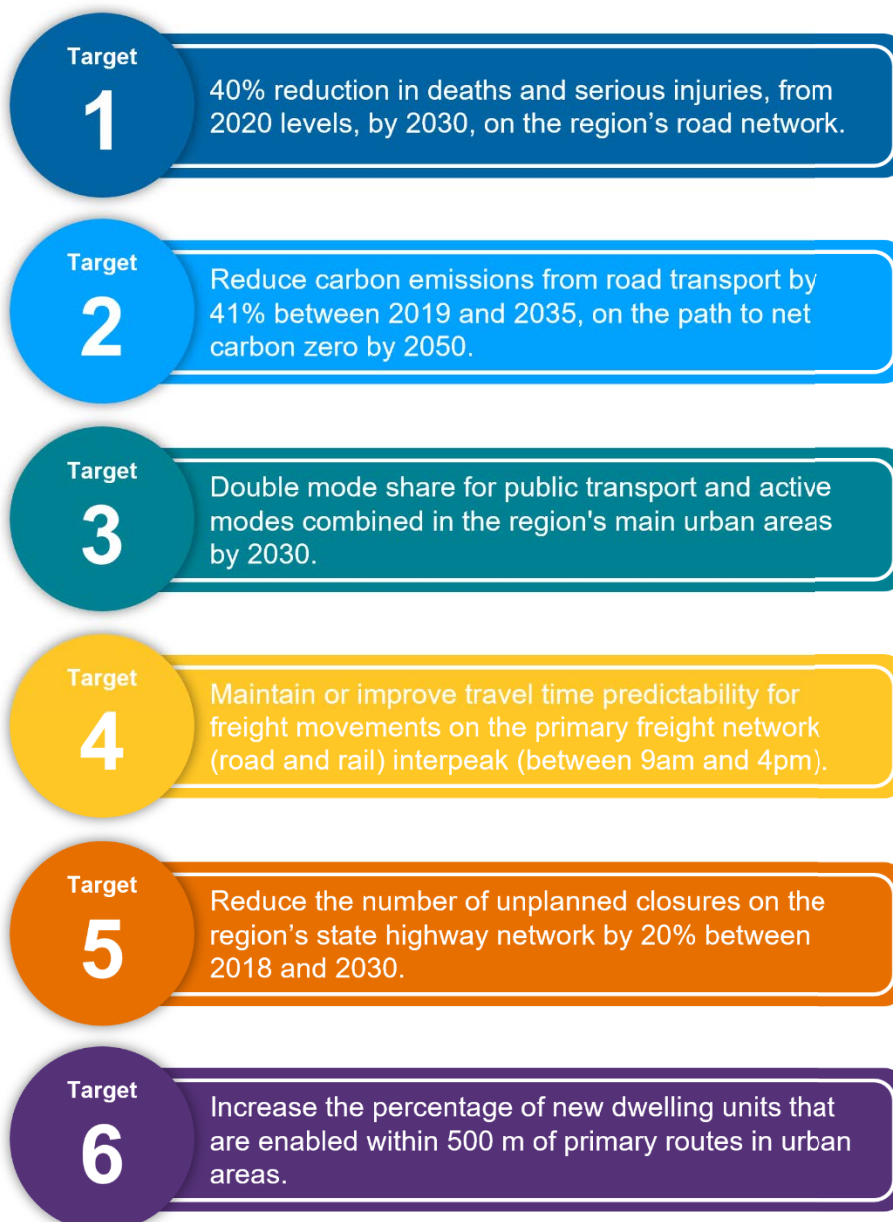 Target
1
40% reduction in deaths and serious injuries, from
2020 levels, by 2030, on the region’s road network.
Target
2
Reduce carbon emissions from road transport by
41% between 2019 and 2035, on the path to net
carbon zero by 2050.
Target
3
Double mode share for public transport and active
modes combined in the region's main urban areas
by 2030.
Target
4
Maintain or improve travel time predictability for
freight movements on the primary freight network
(road and rail) interpeak (between 9am and 4pm).
Target
5
Reduce the number of unplanned closures on the
region’s state highway network by 20% between
2018 and 2030.
Target
6
Increase the percentage of new dwelling units that
are enabled within 500 m of primary routes in urban
areas.